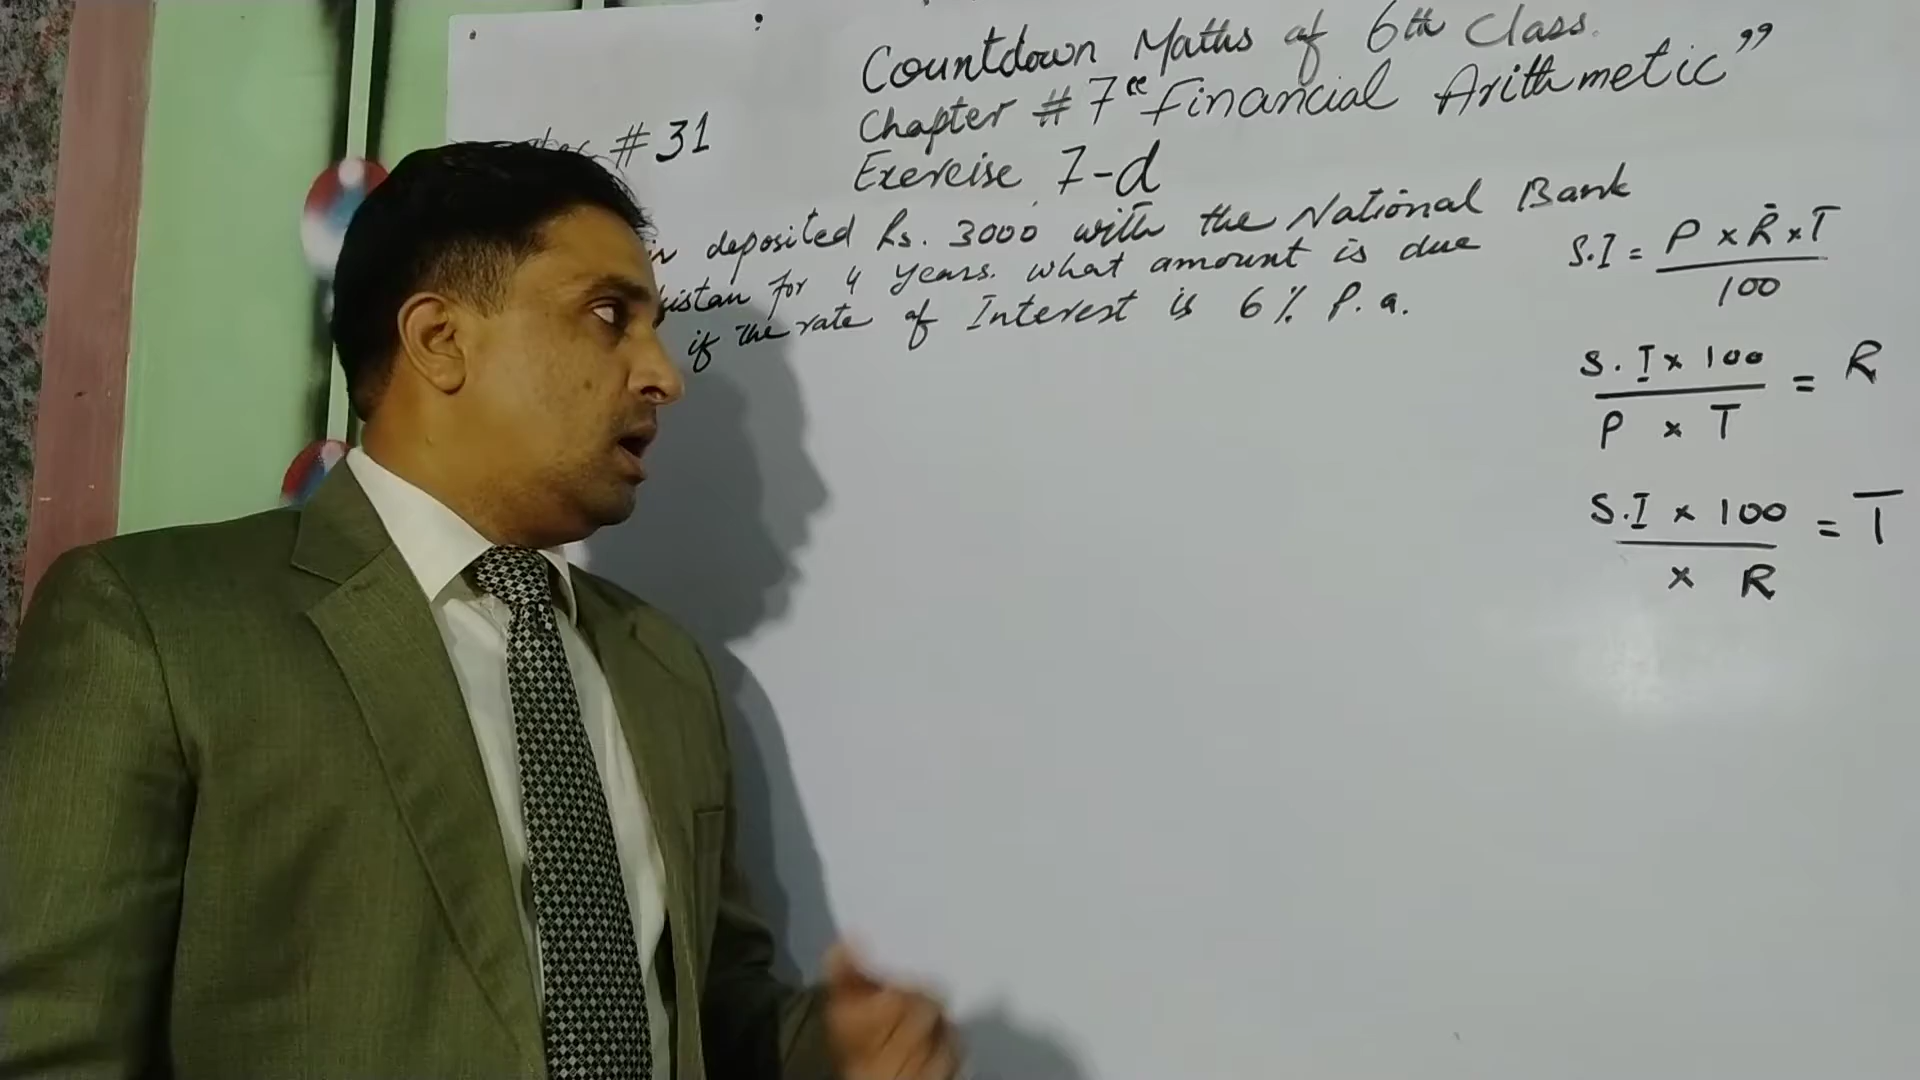 Countdown Maths of 6th Class.
Chapter # 7 "Financial Arithmetic"
# 31
Exercise 7-d
deposited Rs. 3000 with the National Bank
for 4 years. what amount is due
if the rate of Interest is 6% P.a.
S.I = P × R × T / 100
S.I × 100 / P × T = R
S.I × 100 / × R = T